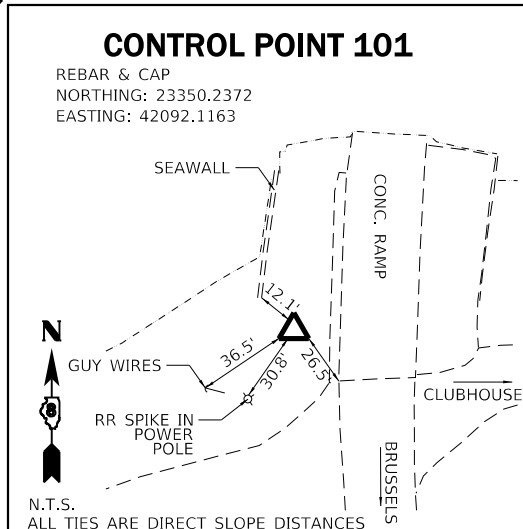 CONTROL POINT 101
REBAR & CAP
NORTHING: 23350.2372
EASTING: 42092.1163
SEAWALL
CONC. RAMP
12.1'
N
36.5'
30.8'
26.5'
GUY WIRES
8
CLUBHOUSE
RR SPIKE IN
POWER
POLE
BRUSSELS
N.T.S.
ALL TIES ARE DIRECT SLOPE DISTANCES